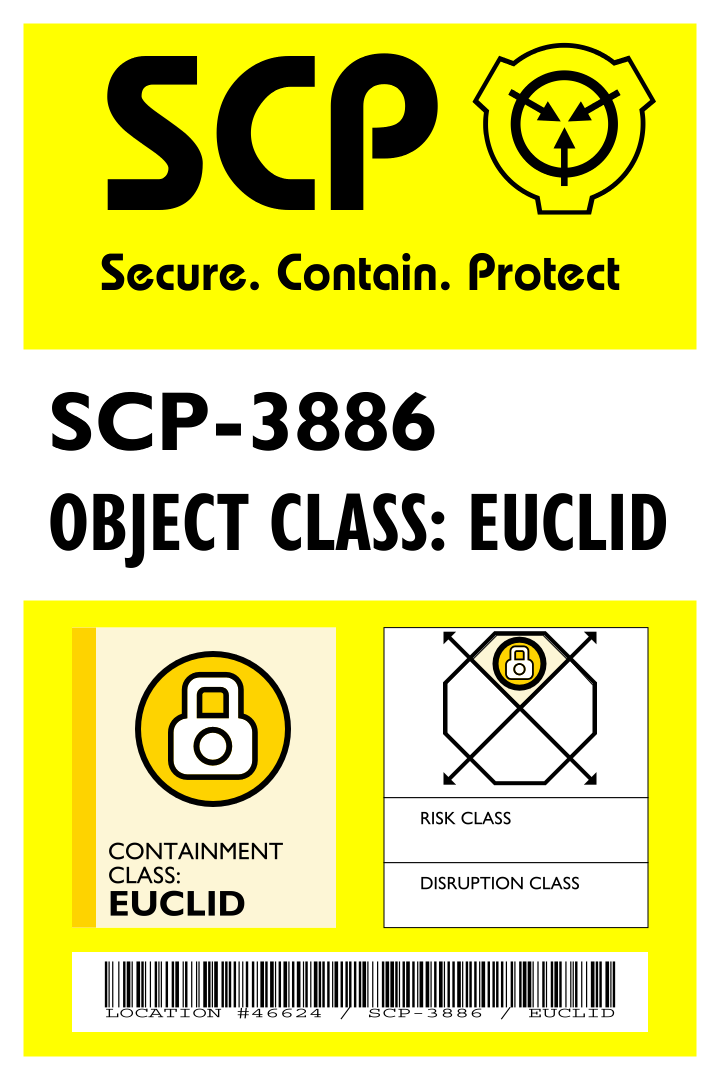 SCP
Secure. Contain. Protect
SCP-3886
OBJECT CLASS: EUCLID
CONTAINMENT
CLASS:
EUCLID
RISK CLASS
DISRUPTION CLASS
LOCATION #46624 / SCP-3886 / EUCLID